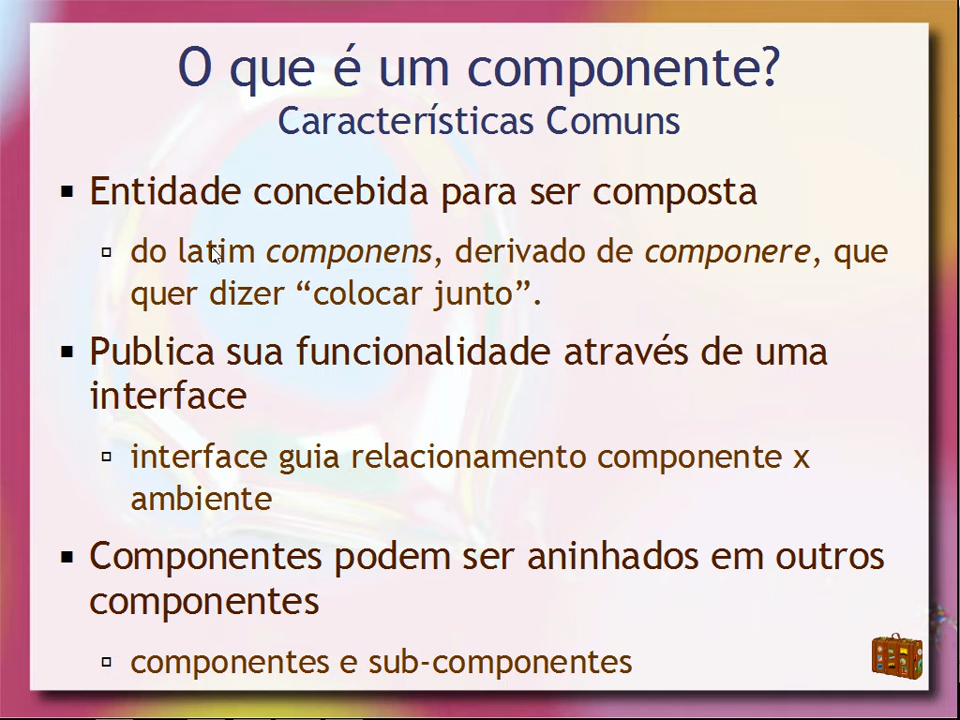 O que é um componente?
Características Comuns
▪ Entidade concebida para ser composta
▫ do latim componens, derivado de componere, que
quer dizer “colocar junto”.
▪ Publica sua funcionalidade através de uma
interface
▫ interface guia relacionamento componente x
ambiente
▪ Componentes podem ser aninhados em outros
componentes
▫ componentes e sub-componentes